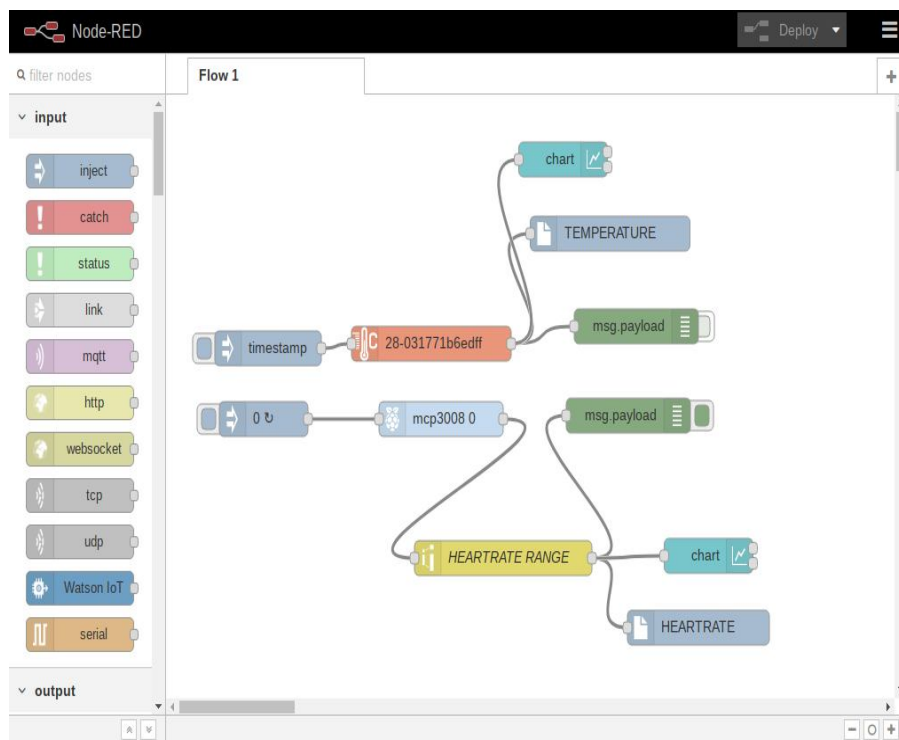 Node-RED
Deploy
filter nodes
Flow 1
input
inject
catch
status
link
mqtt
http
websocket
tcp
udp
Watson IoT
serial
output
chart
TEMPERATURE
msg.payload
timestamp
C 28-031771b6edff
0 ↻
mcp3008 0
msg.payload
HEARTRATE RANGE
chart
HEARTRATE